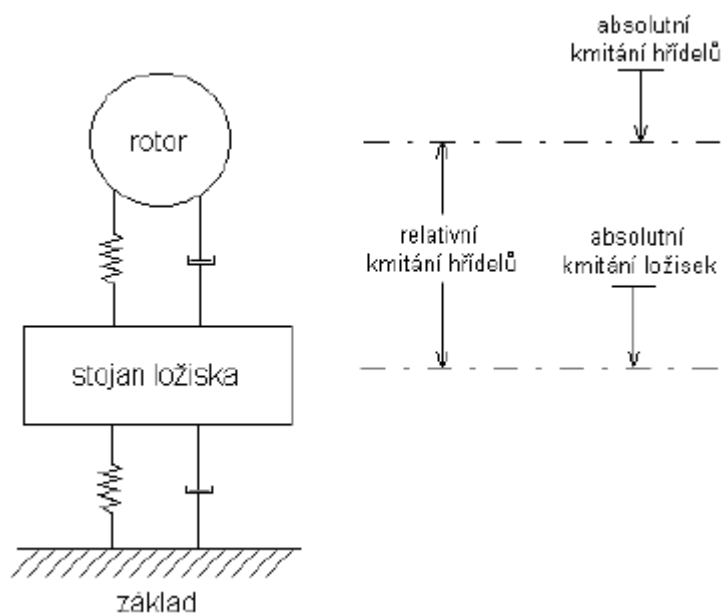 absolutní
kmitání hřídelů
rotor
relativní
kmitání hřídelů
absolutní
kmitání ložisek
stojan ložiska
základ